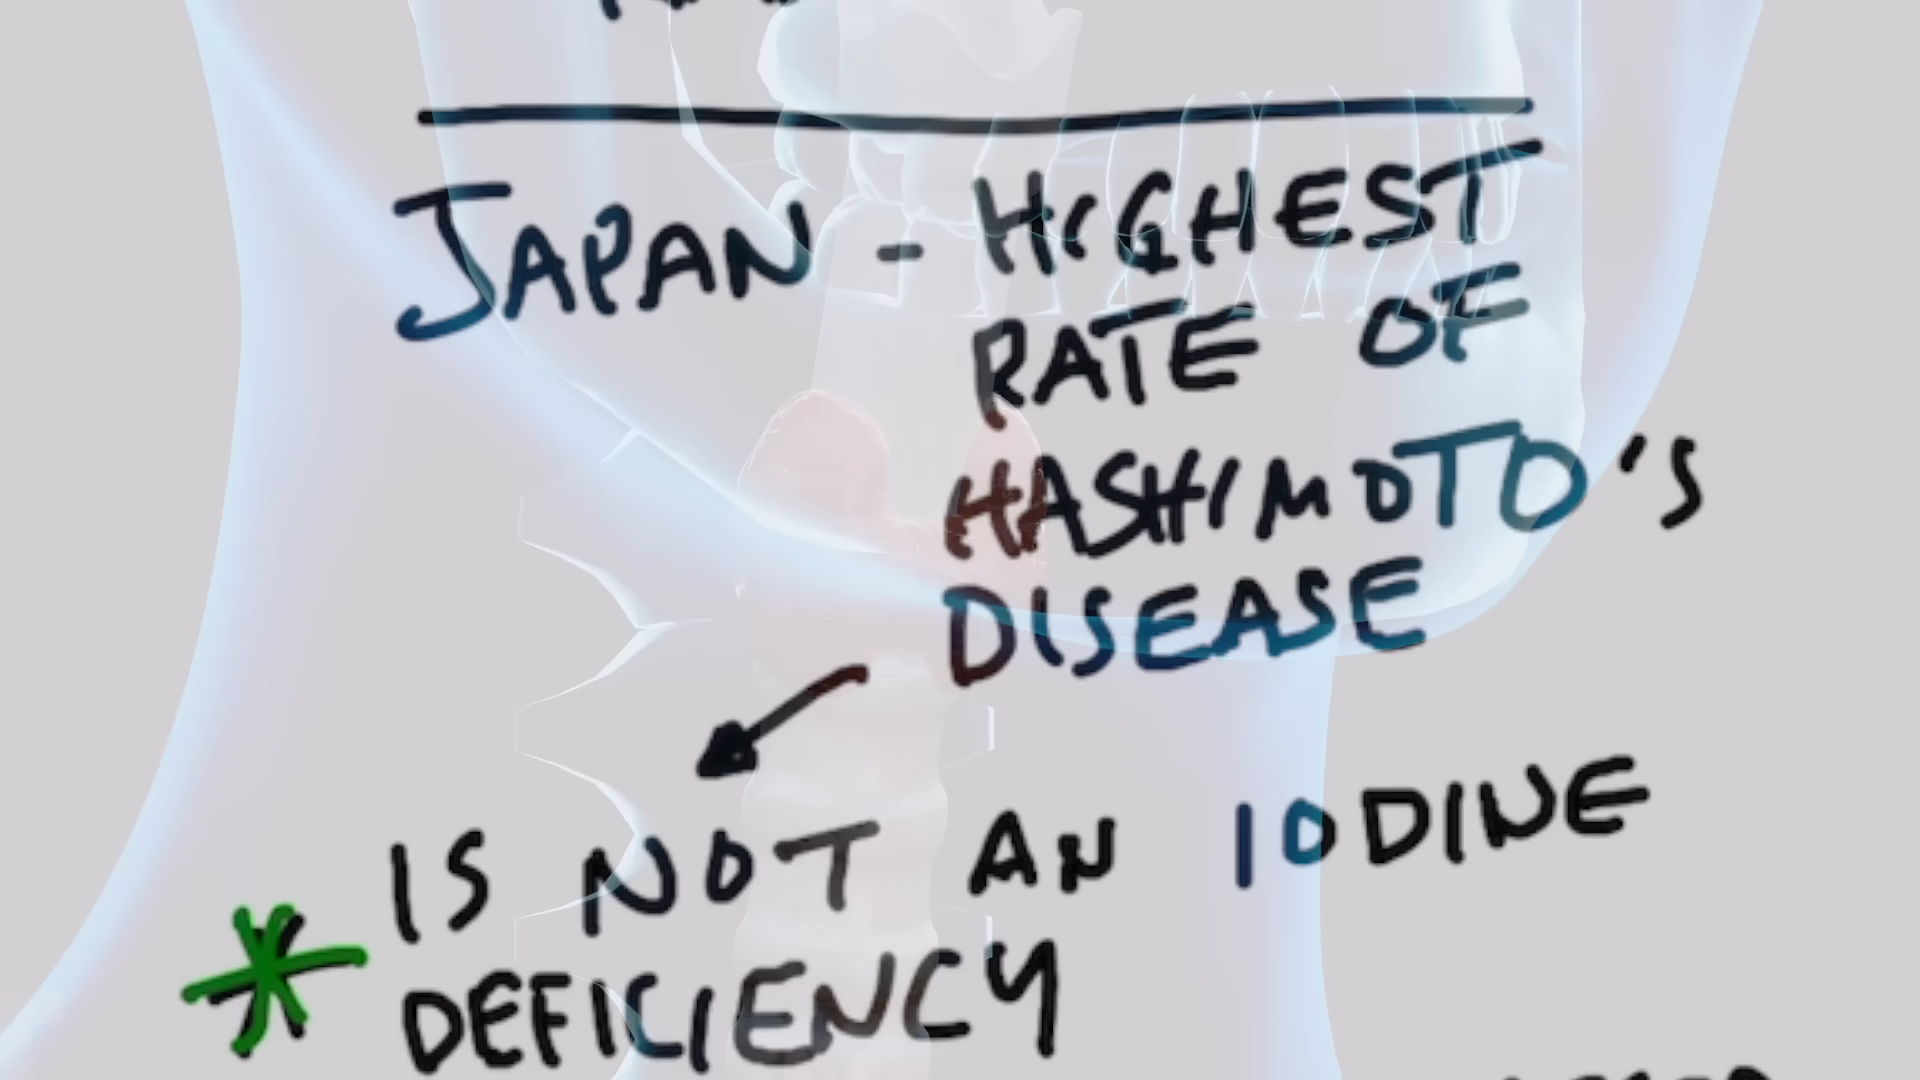 JAPAN - HIGHEST
RATE OF
HASHIMOTO'S
DISEASE
IS NOT AN IODINE
DEFICIENCY